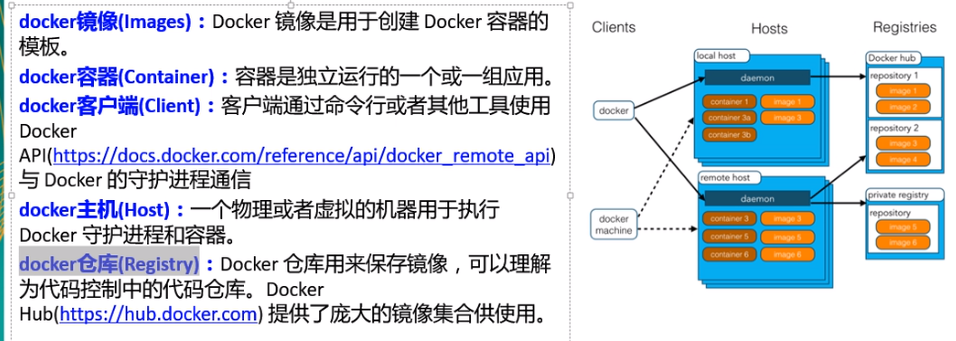 docker镜像(Images)：Docker 镜像是用于创建 Docker 容器的
模板。
docker容器(Container)：容器是独立运行的一个或一组应用。
docker客户端(Client)：客户端通过命令行或者其他工具使用
Docker
API(https://docs.docker.com/reference/api/docker_remote_api)
与 Docker 的守护进程通信
docker主机(Host)：一个物理或者虚拟的机器用于执行
Docker 守护进程和容器。
docker仓库(Registry)：Docker 仓库用来保存镜像，可以理解
为代码控制中的代码仓库。Docker
Hub(https://hub.docker.com) 提供了庞大的镜像集合供使用。
Clients
Hosts
Registries
docker
docker
machine
local host
daemon
container 1
image 1
container 3a
image 3
container 3b
remote host
daemon
container 3
image 3
container 5
image 5
container 6
image 6
Docker hub
repository 1
image 1
image 2
repository 2
image 3
image 4
private registry
repository
image 5
image 6